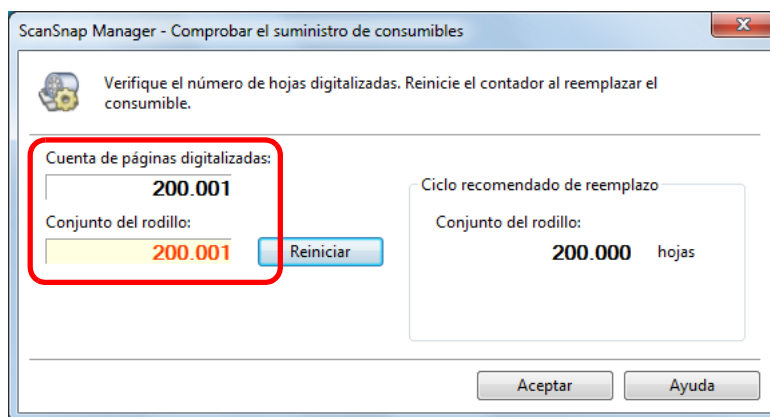 ScanSnap Manager - Comprobar el suministro de consumibles
Verifique el número de hojas digitalizadas. Reinicie el contador al reemplazar el
consumible.
Cuenta de páginas digitalizadas:
200.001
Conjunto del rodillo:
200.001
Reiniciar
Ciclo recomendado de reemplazo
Conjunto del rodillo:
200.000 hojas
Aceptar
Ayuda